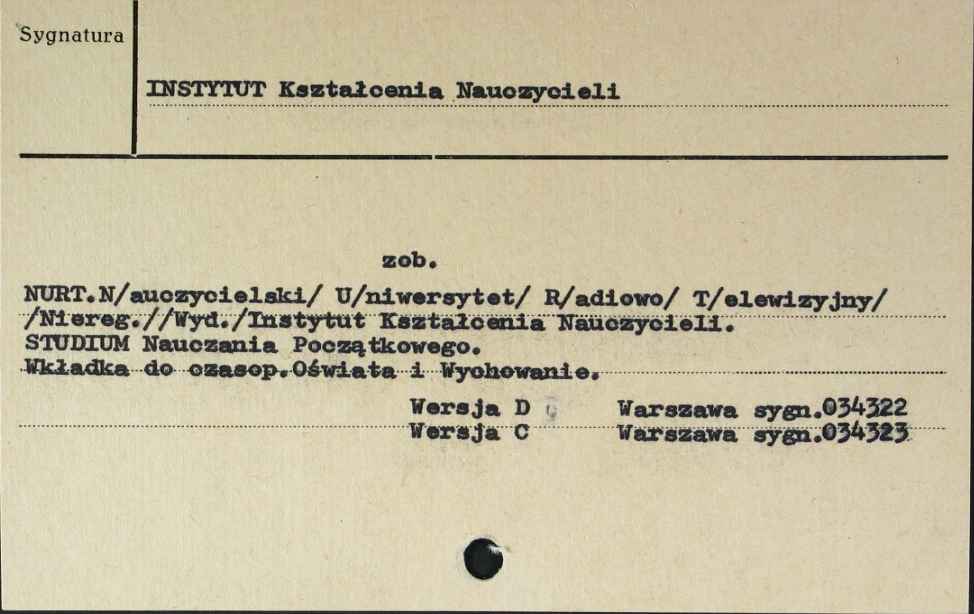 Sygnatura
INSTYTUT Kształcenia Nauczycieli
zob.
NURT.N/auczycielski/ U/niwersytet/ R/adiowo/ T/elewizyjny/
/Niereg.//Wyd./Instytut Kształcenia Nauczycieli.
STUDIUM Nauczania Początkowego.
Wkładka do czasop.Oświata i Wychowanie.
Wersja D Warszawa sygn.034322
Wersja C Warszawa sygn.034323